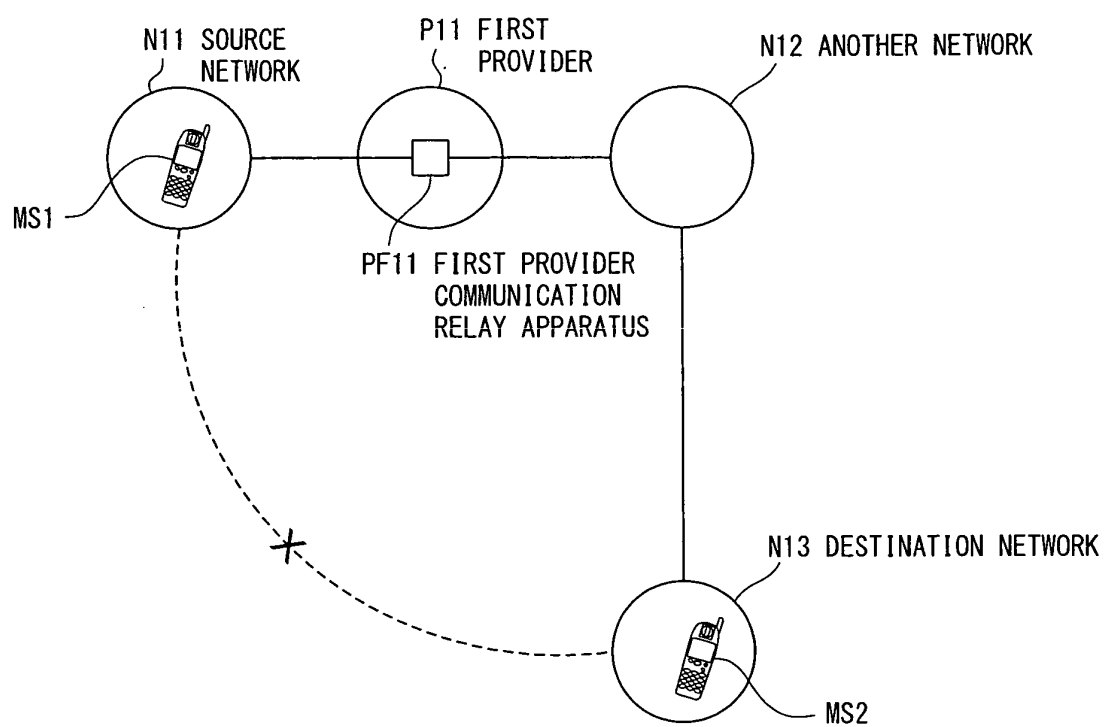 N11 SOURCE
NETWORK
P11 FIRST
PROVIDER
N12 ANOTHER NETWORK
MS1
PF11 FIRST PROVIDER
COMMUNICATION
RELAY APPARATUS
N13 DESTINATION NETWORK
MS2